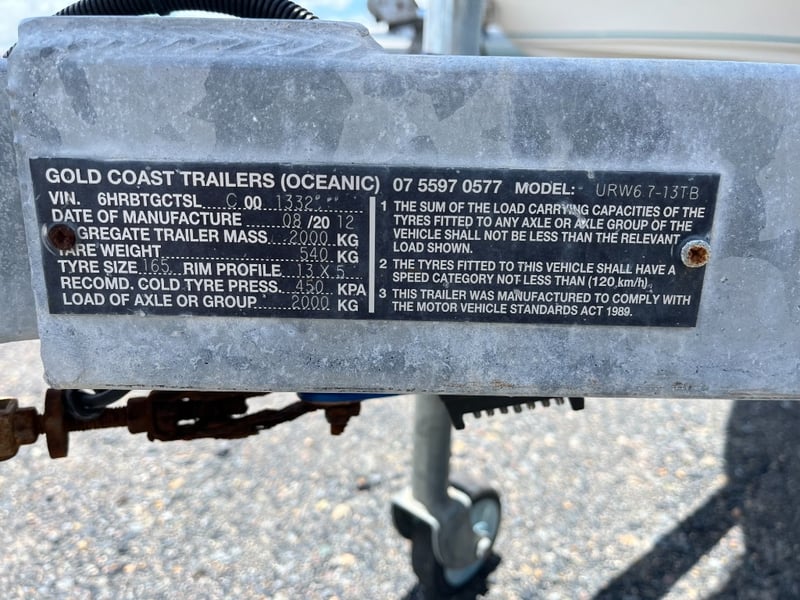 GOLD COAST TRAILERS (OCEANIC) 07 5597 0577 MODEL: URW6 7-13TB
VIN. 6HRBTGCTSL C 00 1332
DATE OF MANUFACTURE 08 /20 12
GREGATE TRAILER MASS 2000 KG
TARE WEIGHT 540 KG
TYRE SIZE 165 RIM PROFILE 13 X 5
RECOMD. COLD TYRE PRESS. 450 KPA
LOAD OF AXLE OR GROUP 2000 KG
1 THE SUM OF THE LOAD CARRYING CAPACITIES OF THE
TYRES FITTED TO ANY AXLE OR AXLE GROUP OF THE
VEHICLE SHALL NOT BE LESS THAN THE RELEVANT
LOAD SHOWN.
2 THE TYRES FITTED TO THIS VEHICLE SHALL HAVE A
SPEED CATEGORY NOT LESS THAN (120 km/h)
3 THIS TRAILER WAS MANUFACTURED TO COMPLY WITH
THE MOTOR VEHICLE STANDARDS ACT 1989.